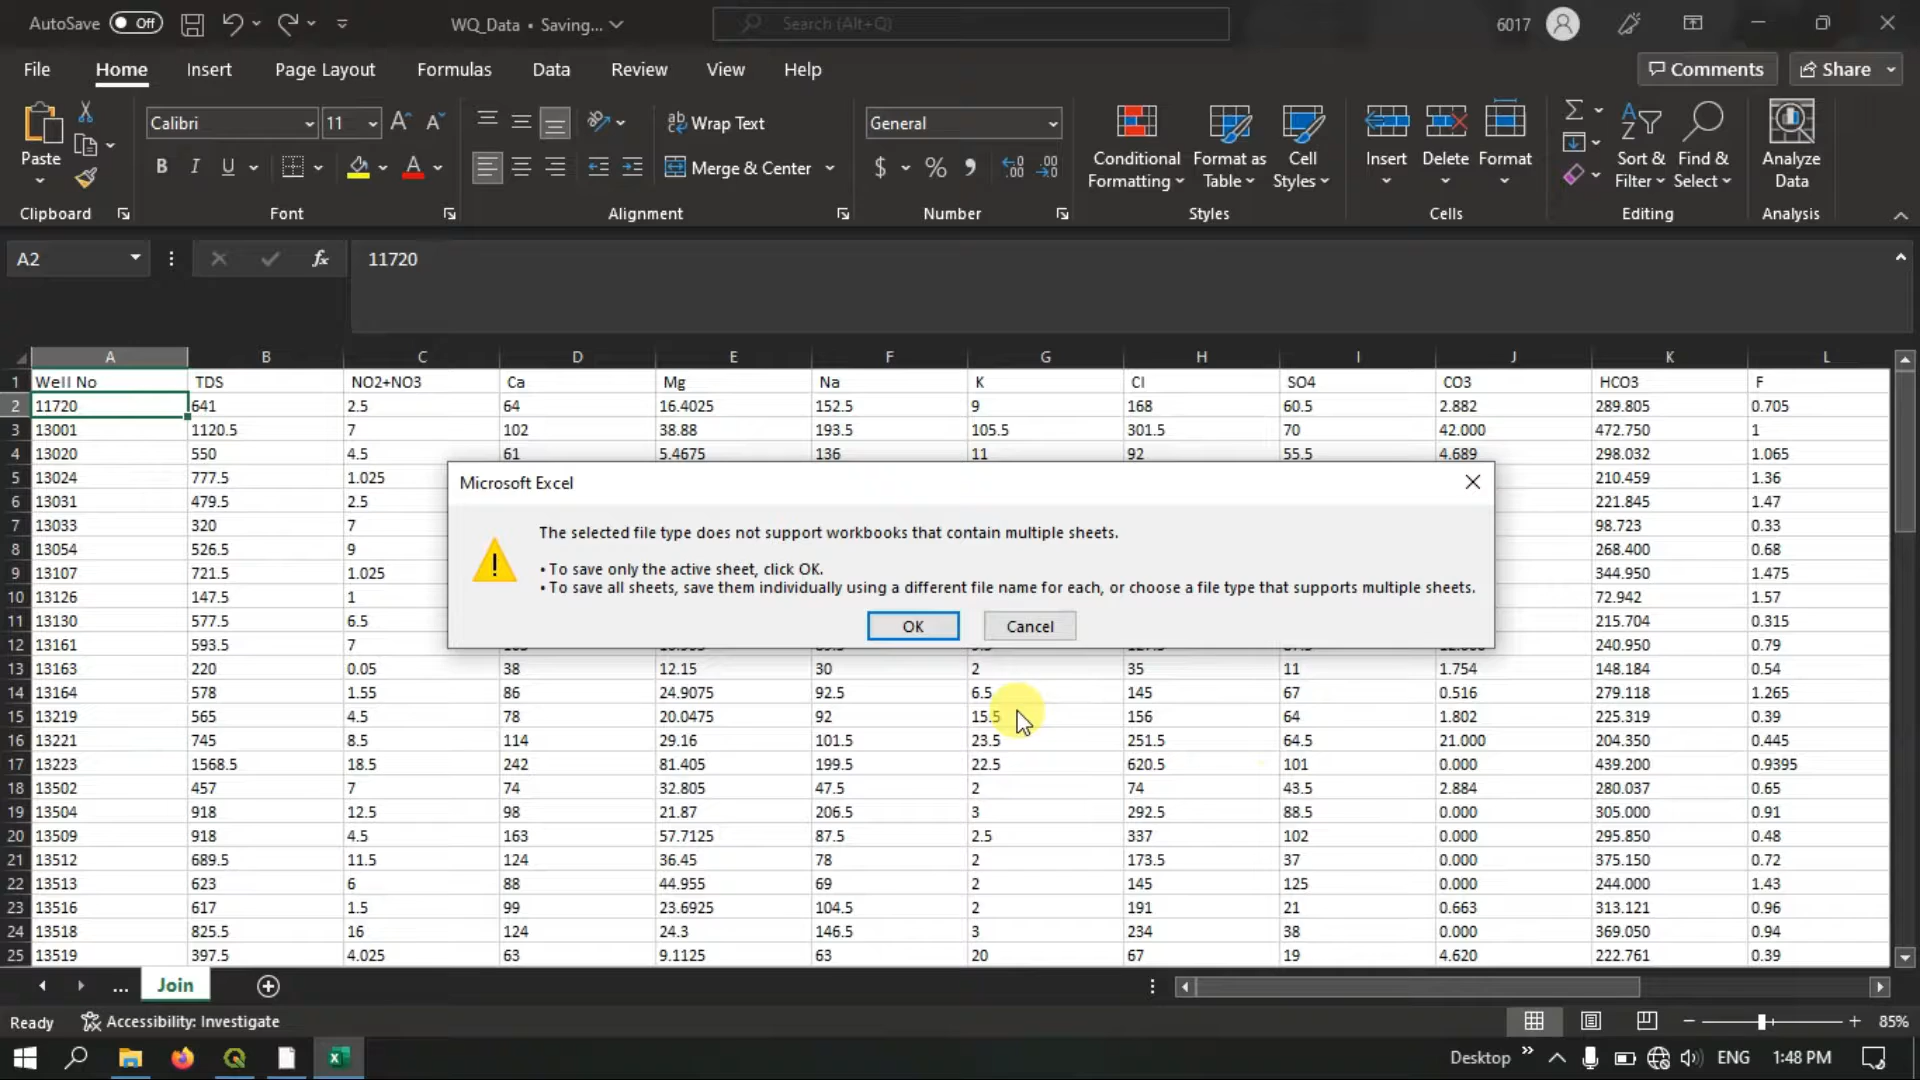 AutoSave Off WQ_Data • Saving... Search (Alt+Q) 6017
File Home Insert Page Layout Formulas Data Review View Help Comments Share
Paste Calibri 11 Wrap Text General Conditional Formatting Format as Table Cell Styles Insert Delete Format Sort & Filter Find & Select Analyze Data
B I U A Merge & Center $ % ,
Clipboard Font Alignment Number Styles Cells Editing Analysis
A2 fx 11720
A B C D E F G H I J K L
1 Well No TDS NO2+NO3 Ca Mg Na K Cl SO4 CO3 HCO3 F
2 11720 641 2.5 64 16.4025 152.5 9 168 60.5 2.882 289.805 0.705
3 13001 1120.5 7 102 38.88 193.5 105.5 301.5 70 42.000 472.750 1
4 13020 550 4.5 61 5.4675 136 11 92 55.5 4.689 298.032 1.065
5 13024 777.5 1.025 210.459 1.36
6 13031 479.5 2.5 221.845 1.47
7 13033 320 7 98.723 0.33
8 13054 526.5 9 268.400 0.68
9 13107 721.5 1.025 344.950 1.475
10 13126 147.5 1 72.942 1.57
11 13130 577.5 6.5 215.704 0.315
12 13161 593.5 7 240.950 0.79
Microsoft Excel
The selected file type does not support workbooks that contain multiple sheets.
• To save only the active sheet, click OK.
• To save all sheets, save them individually using a different file name for each, or choose a file type that supports multiple sheets.
OK Cancel
13 13163 220 0.05 38 12.15 30 2 35 11 1.754 148.184 0.54
14 13164 578 1.55 86 24.9075 92.5 6.5 145 67 0.516 279.118 1.265
15 13219 565 4.5 78 20.0475 92 15.5 156 64 1.802 225.319 0.39
16 13221 745 8.5 114 29.16 101.5 23.5 251.5 64.5 21.000 204.350 0.445
17 13223 1568.5 18.5 242 81.405 199.5 22.5 620.5 101 0.000 439.200 0.9395
18 13502 457 7 74 32.805 47.5 2 74 43.5 2.884 280.037 0.65
19 13504 918 12.5 98 21.87 206.5 3 292.5 88.5 0.000 305.000 0.91
20 13509 918 4.5 163 57.7125 87.5 2.5 337 102 0.000 295.850 0.48
21 13512 689.5 11.5 124 36.45 78 2 173.5 37 0.000 375.150 0.72
22 13513 623 6 88 44.955 69 2 145 125 0.000 244.000 1.43
23 13516 617 1.5 99 23.6925 104.5 2 191 21 0.663 313.121 0.96
24 13518 825.5 16 124 24.3 146.5 3 234 38 0.000 369.050 0.94
25 13519 397.5 4.025 63 9.1125 63 20 67 19 4.620 222.761 0.39
... Join
Ready Accessibility: Investigate 85%
Desktop ENG 1:48 PM